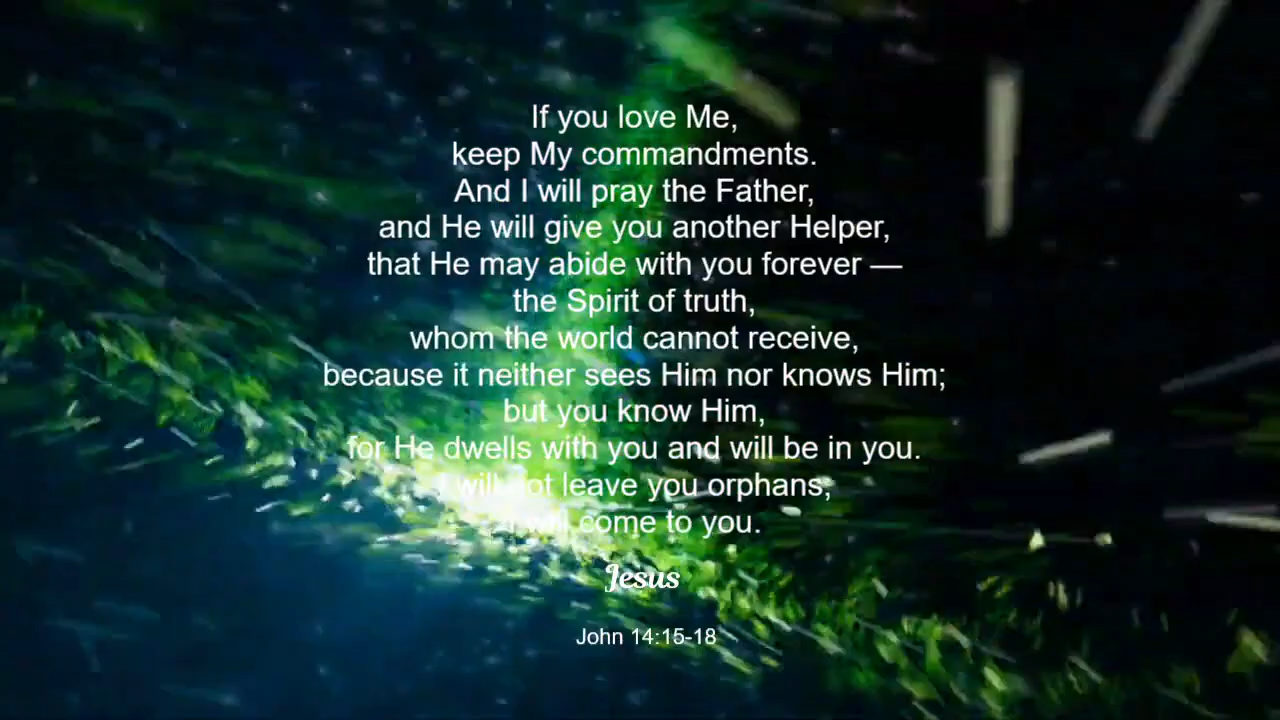 If you love Me,
keep My commandments.
And I will pray the Father,
and He will give you another Helper,
that He may abide with you forever —
the Spirit of truth,
whom the world cannot receive,
because it neither sees Him nor knows Him;
but you know Him,
for He dwells with you and will be in you.
I will not leave you orphans;
I will come to you.
Jesus
John 14:15-18